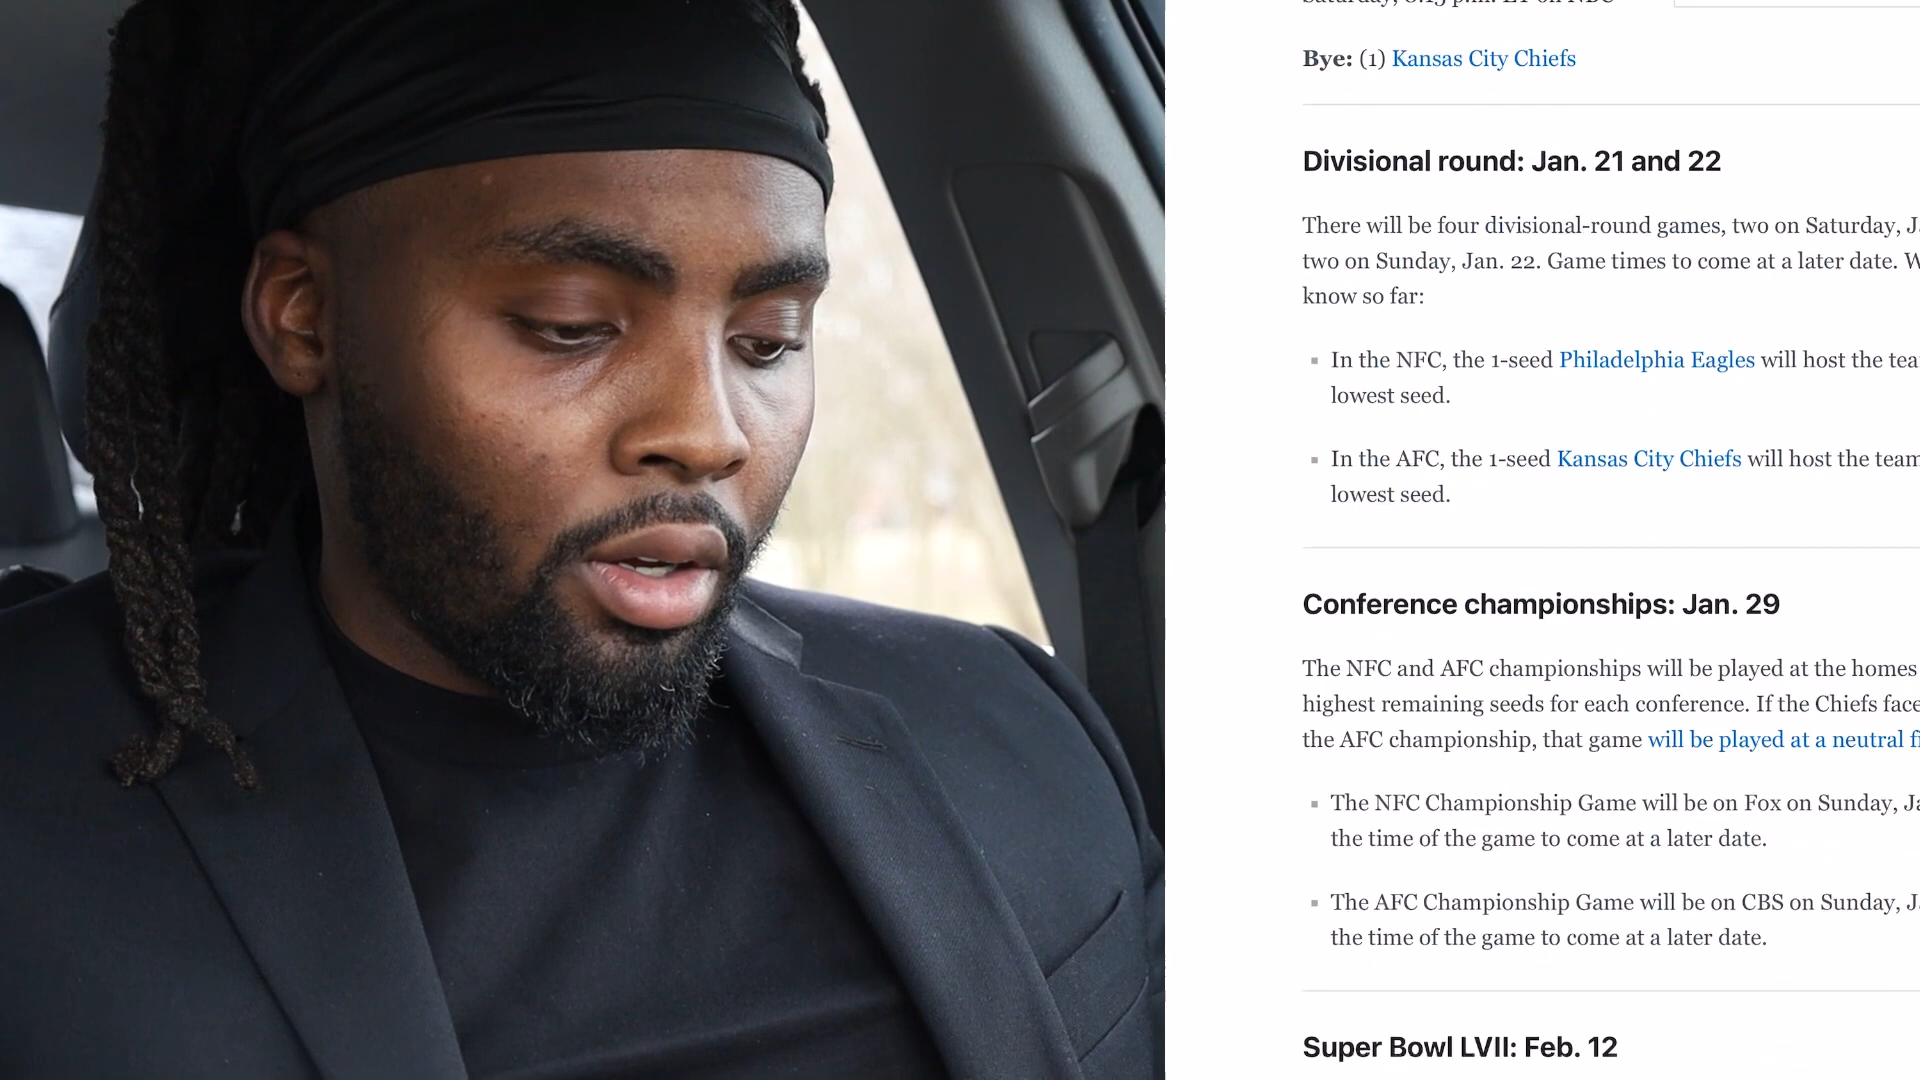 Bye: (1) Kansas City Chiefs
Divisional round: Jan. 21 and 22
There will be four divisional-round games, two on Saturday,
two on Sunday, Jan. 22. Game times to come at a later date.
know so far:
In the NFC, the 1-seed Philadelphia Eagles will host the
lowest seed.
In the AFC, the 1-seed Kansas City Chiefs will host the team
lowest seed.
Conference championships: Jan. 29
The NFC and AFC championships will be played at the homes
highest remaining seeds for each conference. If the Chiefs face
the AFC championship, that game will be played at a neutral
The NFC Championship Game will be on Fox on Sunday,
the time of the game to come at a later date.
The AFC Championship Game will be on CBS on Sunday,
the time of the game to come at a later date.
Super Bowl LVII: Feb. 12